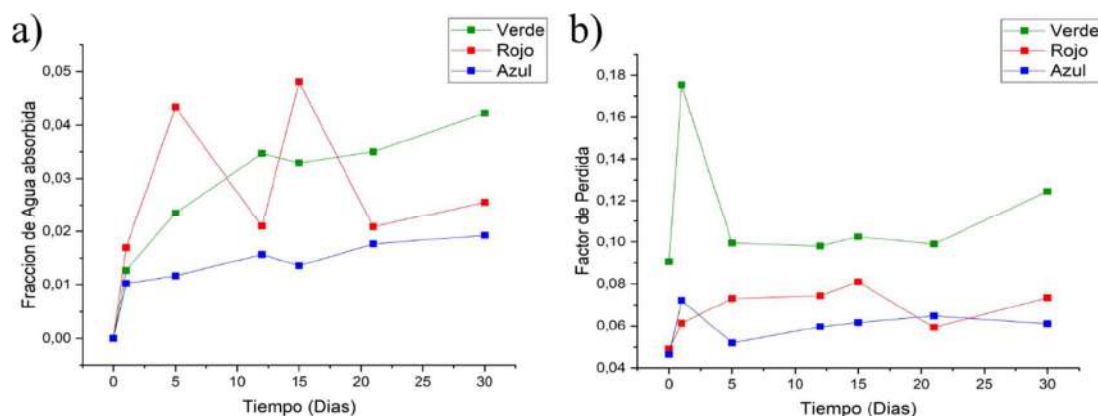 a)
Verde
Rojo
Azul
0,05
0,04
0,03
0,02
0,01
0,00
Fraccion de Agua absorbida
0 5 10 15 20 25 30
Tiempo (Dias)
b)
Verde
Rojo
Azul
0,18
0,16
0,14
0,12
0,10
0,08
0,06
0,04
Factor de Perdida
0 5 10 15 20 25 30
Tiempo (Dias)